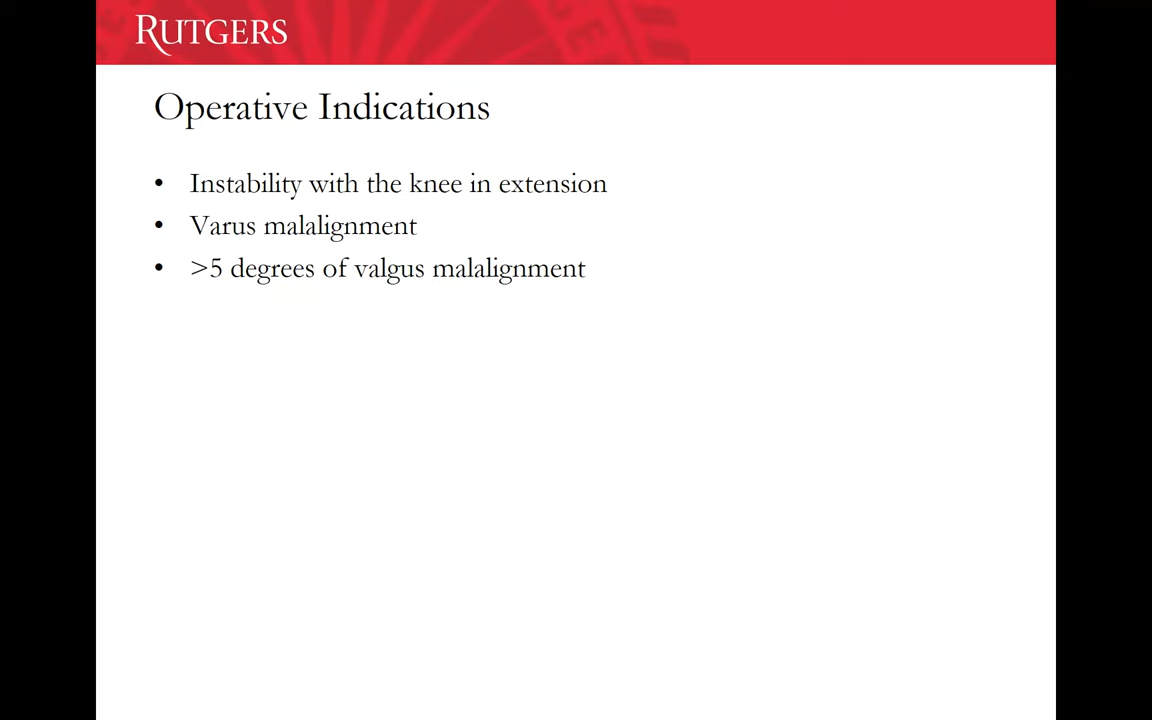 RUTGERS
Operative Indications
• Instability with the knee in extension
• Varus malalignment
• >5 degrees of valgus malalignment